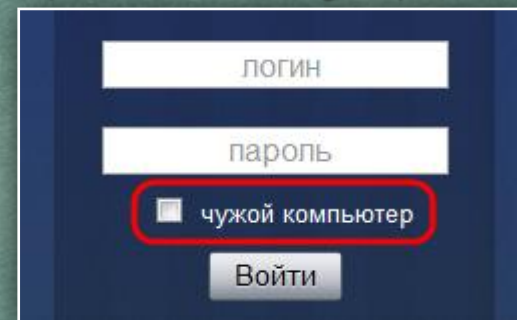 логин
пароль
чужой компьютер
Войти